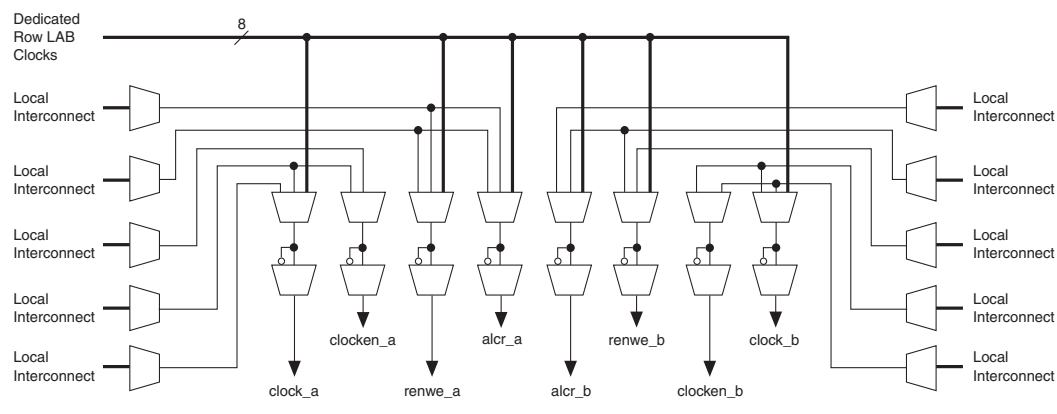 Dedicated
Row LAB
Clocks
8
Local
Interconnect
Local
Interconnect
Local
Interconnect
Local
Interconnect
Local
Interconnect
Local
Interconnect
Local
Interconnect
Local
Interconnect
Local
Interconnect
Local
Interconnect
clocken_a
alcr_a
renwe_b
clock_b
clock_a
renwe_a
alcr_b
clocken_b